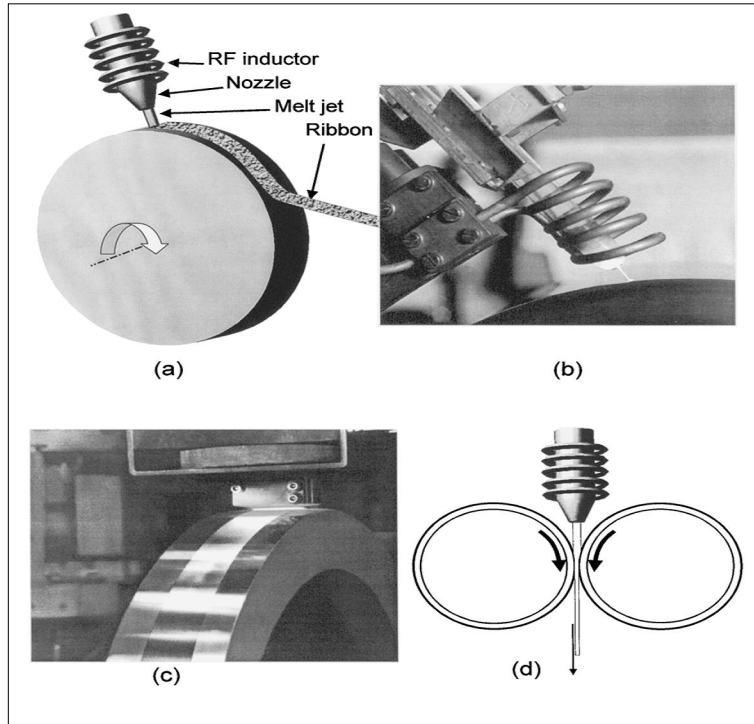 RF inductor
Nozzle
Melt jet
Ribbon
(a)
(b)
(c)
(d)